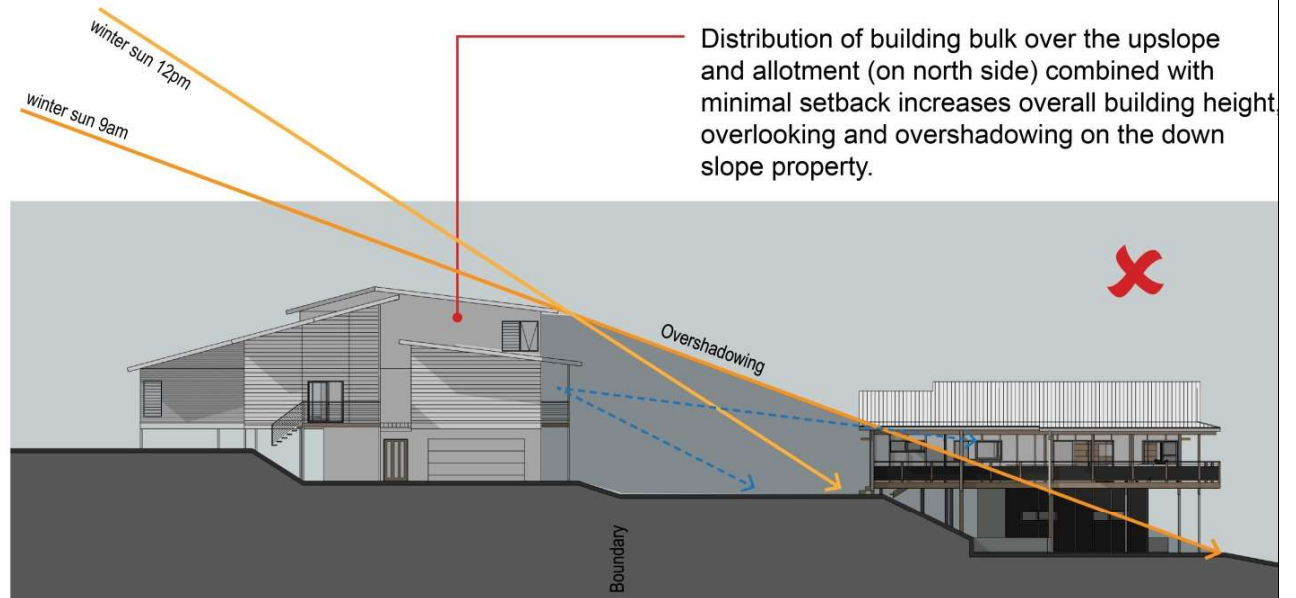 winter sun 12pm
winter sun 9am
Distribution of building bulk over the upslope
and allotment (on north side) combined with
minimal setback increases overall building height,
overlooking and overshadowing on the down
slope property.
Overshadowing
Boundary